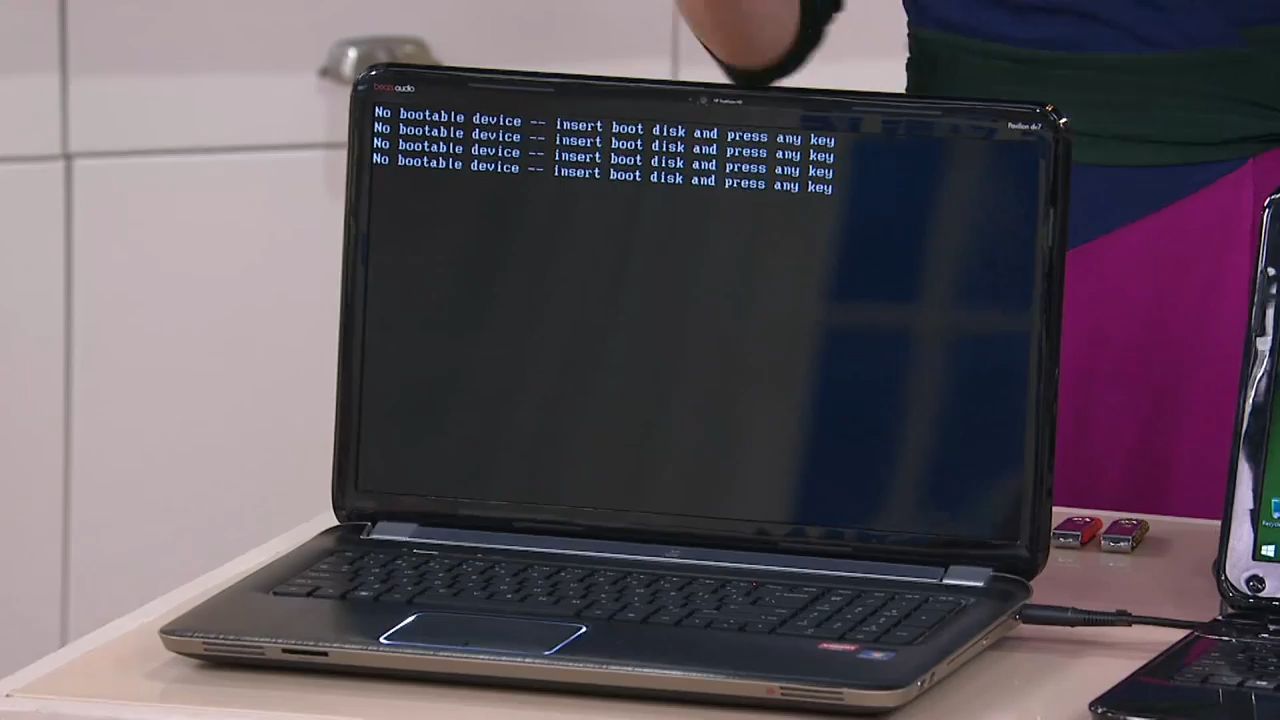 beats audio
Pavilion dv7
No bootable device -- insert boot disk and press any key
No bootable device -- insert boot disk and press any key
No bootable device -- insert boot disk and press any key
No bootable device -- insert boot disk and press any key